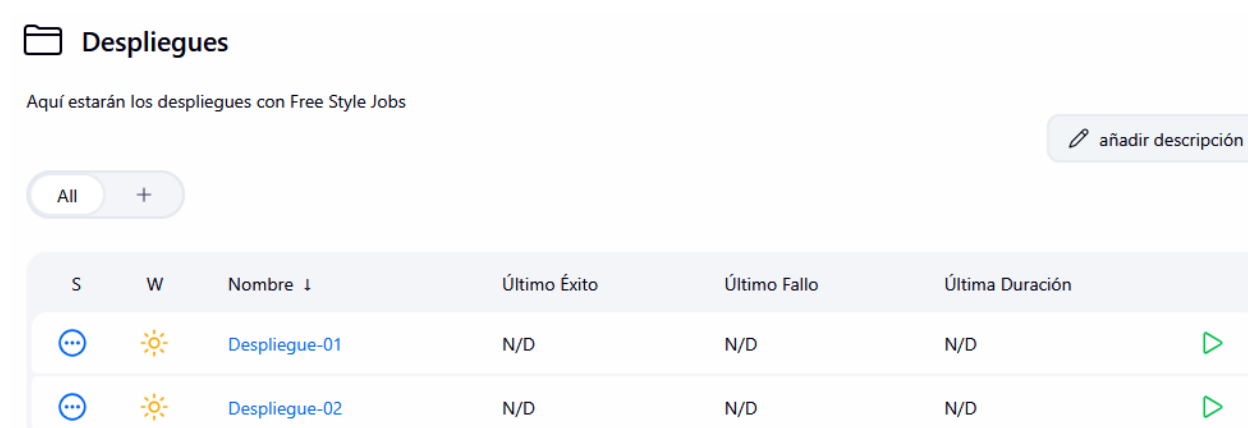 Despliegues
Aquí estarán los despliegues con Free Style Jobs
añadir descripción
All +
S W Nombre ↓ Último Éxito Último Fallo Última Duración
Despliegue-01 N/D N/D N/D
Despliegue-02 N/D N/D N/D